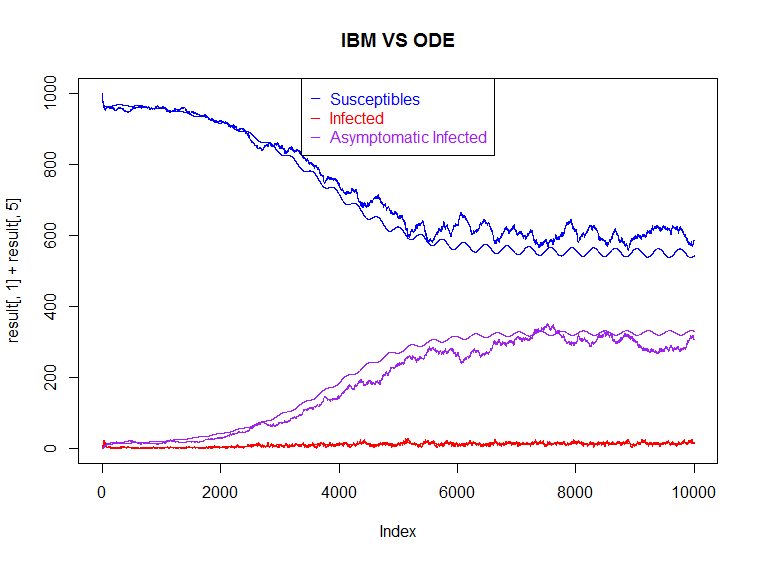 IBM VS ODE
Susceptibles
Infected
Asymptomatic Infected
result[, 1] + result[, 5]
1000
800
600
400
200
0
0 2000 4000 6000 8000 10000
Index